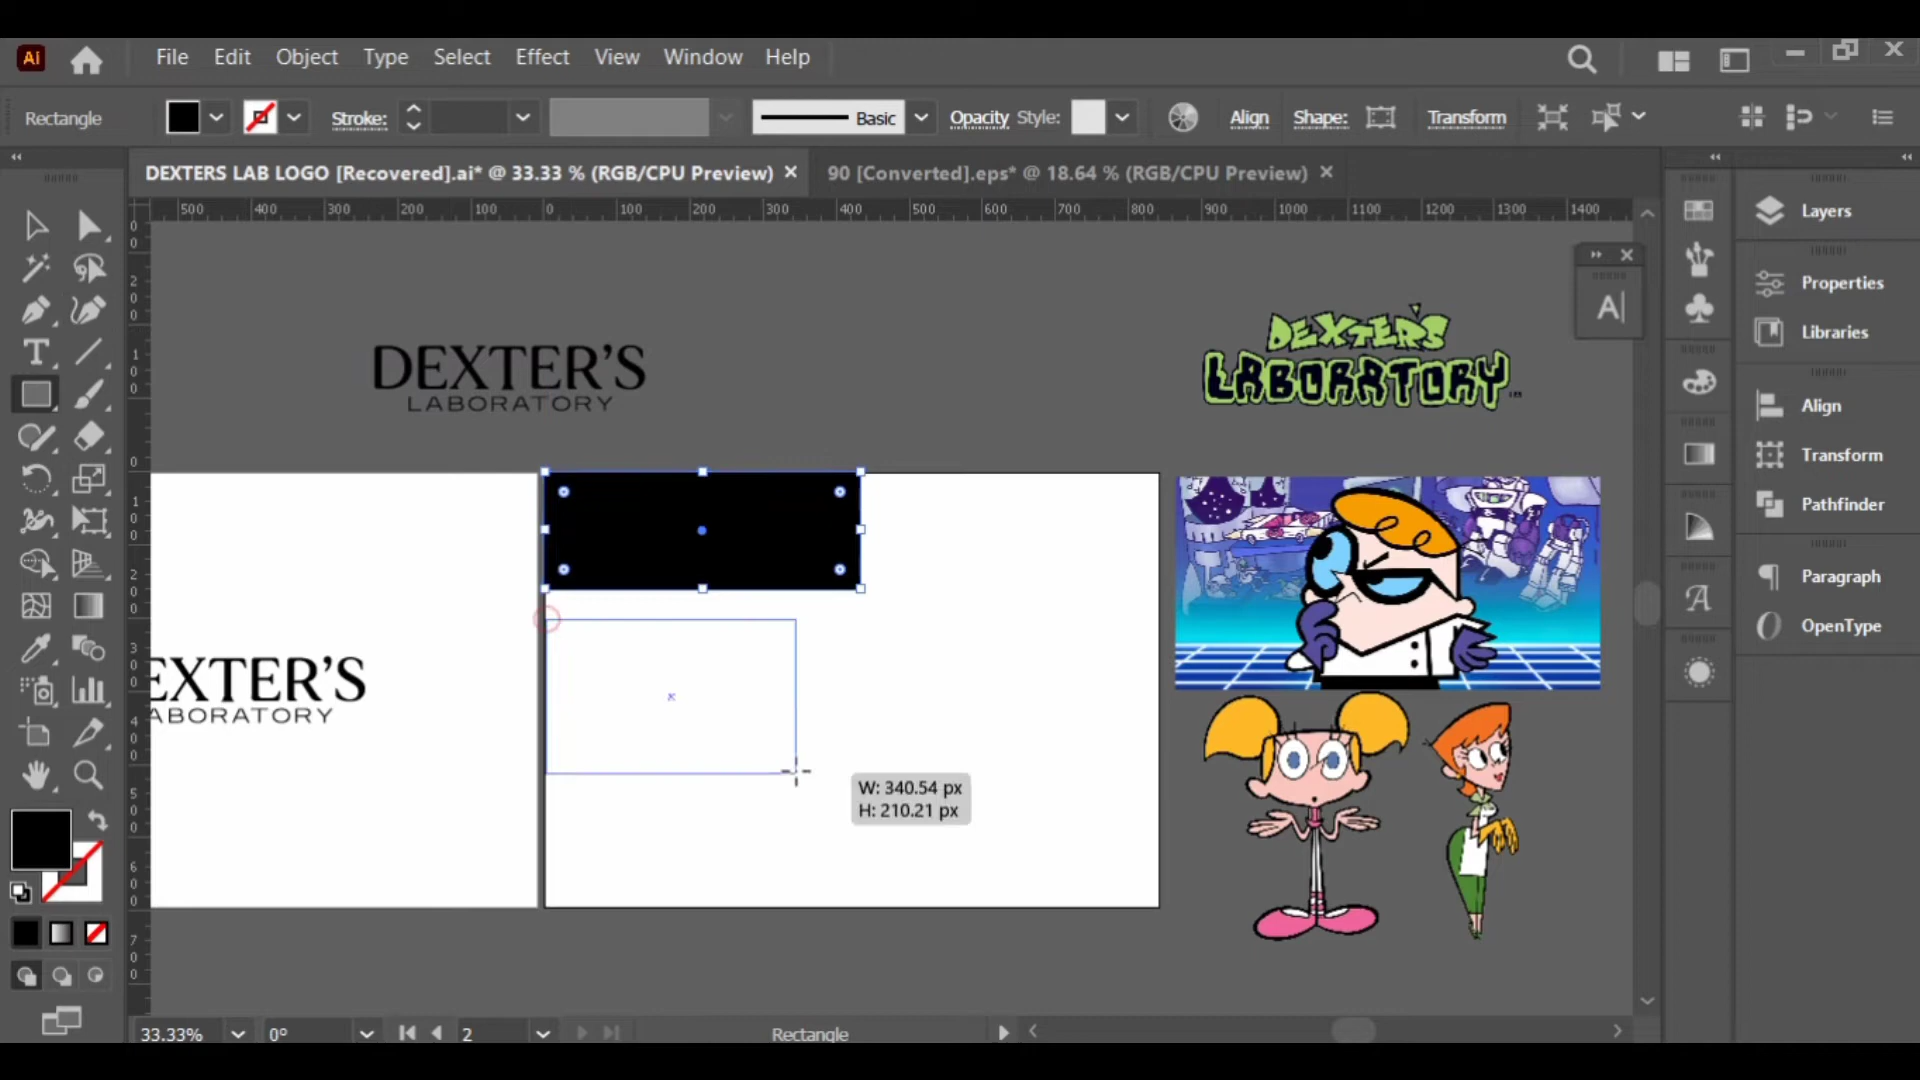 Ai File Edit Object Type Select Effect View Window Help
Rectangle Stroke: Basic Opacity Style: Align Shape: Transform
DEXTERS LAB LOGO [Recovered].ai* @ 33.33 % (RGB/CPU Preview) × 90 [Converted].eps* @ 18.64 % (RGB/CPU Preview) ×
500 400 300 200 100 0 100 200 300 400 500 600 700 800 900 1000 1100 1200 1300 1400
Layers
Properties
Libraries
Align
Transform
Pathfinder
Paragraph
OpenType
A|
DEXTER'S
LABORATORY
DEXTER'S
LABORATORY
TM
EXTER'S
ABORATORY
W: 340.54 px
H: 210.21 px
33.33% 0° 2 Rectangle